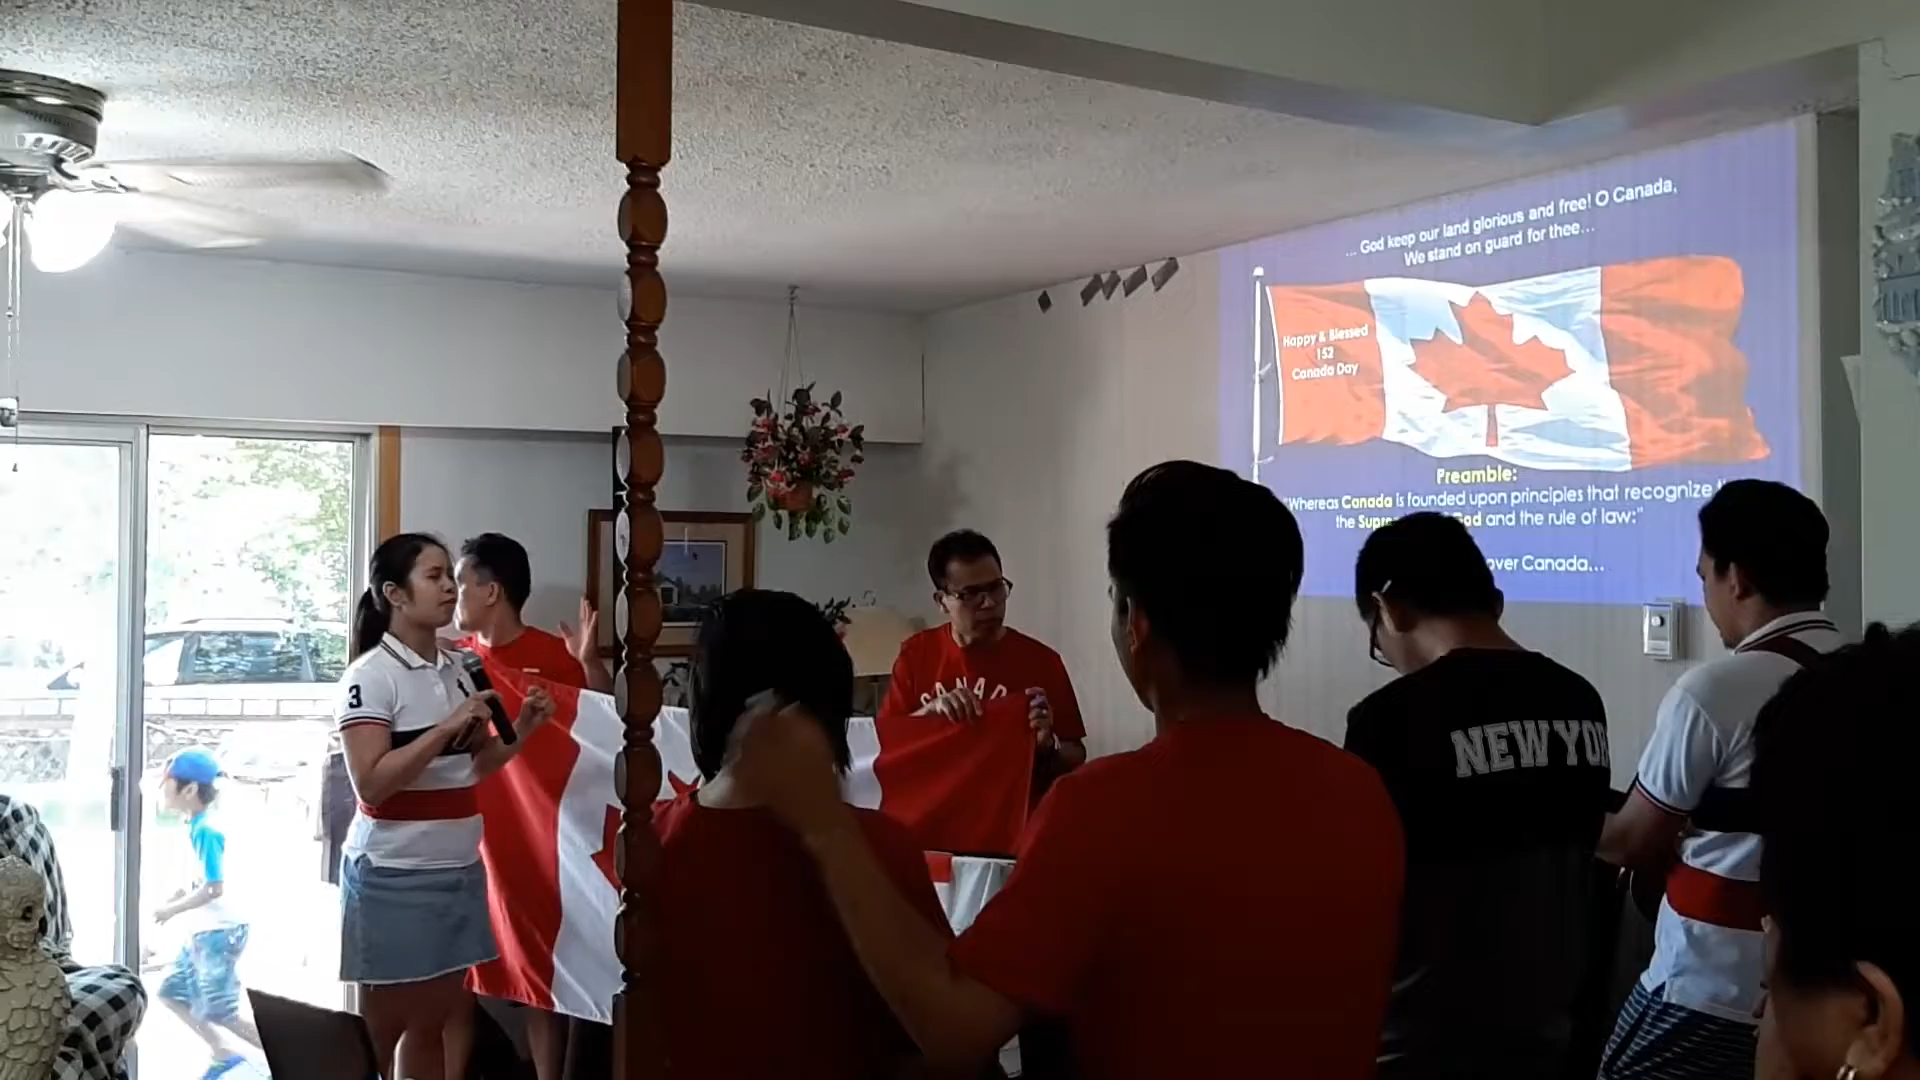 ... God keep our land glorious and free! O Canada,
We stand on guard for thee...
Happy & Blessed
152
Canada Day
Preamble:
"Whereas Canada is founded upon principles that recognize
the God and the rule of law:"
over Canada...
3
CANAD
NEW YOR